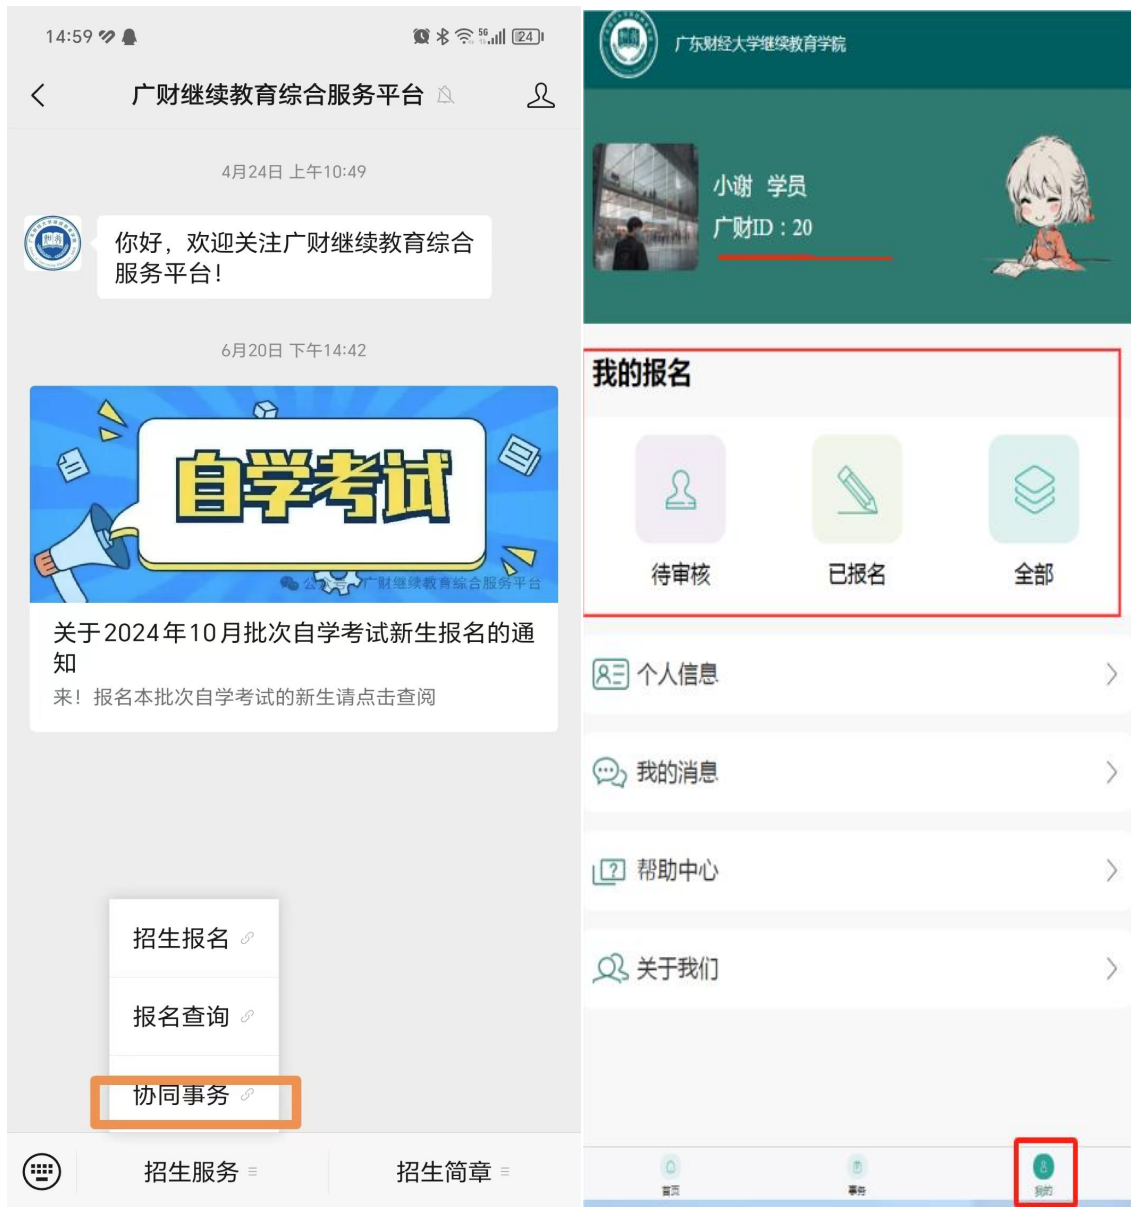 14:59
5G
24
广财继续教育综合服务平台
4月24日 上午10:49
你好，欢迎关注广财继续教育综合
服务平台!
6月20日 下午14:42
自学考试
公众号·广财继续教育综合服务平台
关于2024年10月批次自学考试新生报名的通
知
来！报名本批次自学考试的新生请点击查阅
招生报名
报名查询
协同事务
招生服务
招生简章
广东财经大学继续教育学院
小谢 学员
广财ID：20
我的报名
待审核
已报名
全部
个人信息
我的消息
帮助中心
关于我们
首页
事务
我的